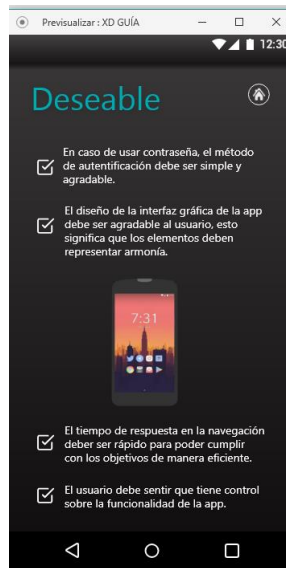 Previsualizar : XD GUÍA
12:30
Deseable
En caso de usar contraseña, el método
de autentificación debe ser simple y
agradable.
El diseño de la interfaz gráfica de la app
debe ser agradable al usuario, esto
significa que los elementos deben
representar armonía.
7:31
El tiempo de respuesta en la navegación
deber ser rápido para poder cumplir
con los objetivos de manera eficiente.
El usuario debe sentir que tiene control
sobre la funcionalidad de la app.